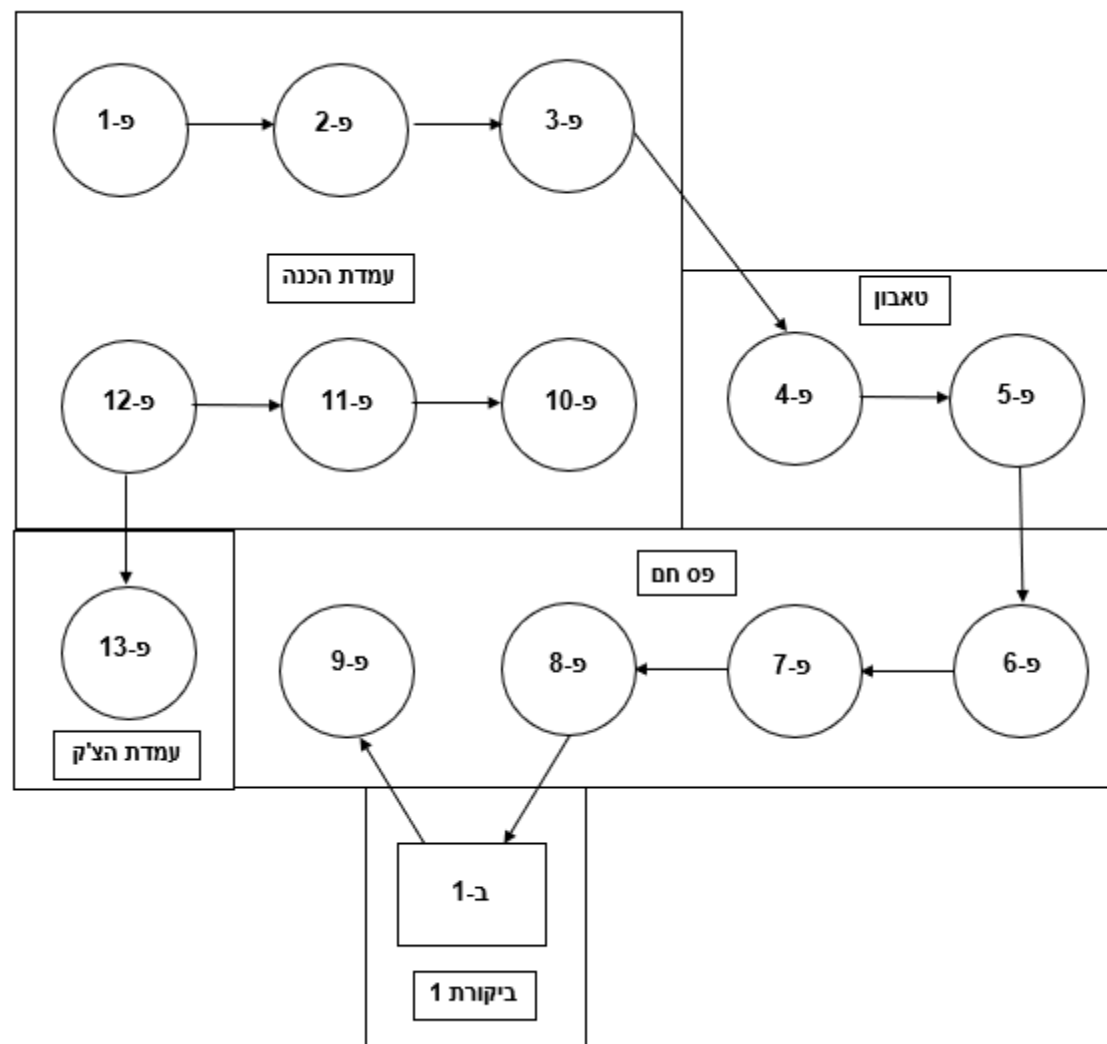 פ-1
פ-2
פ-3
עמדת הכנה
טאבון
פ-12
פ-11
פ-10
פ-4
פ-5
פס חם
פ-13
פ-9
פ-8
פ-7
פ-6
עמדת הצ'ק
ב-1
ביקורת 1